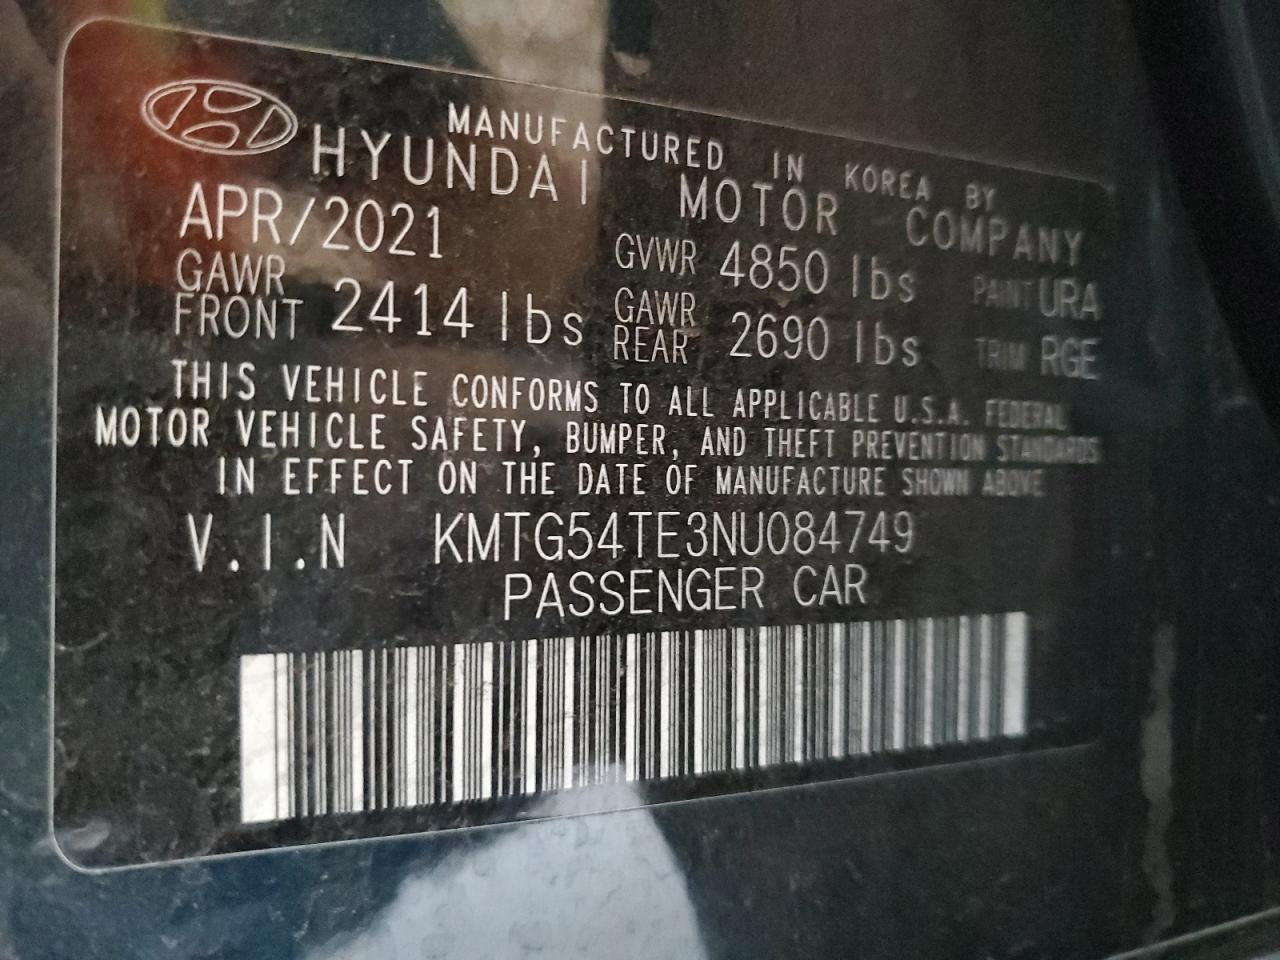 MANUFACTURED IN KOREA BY
HYUNDAI MOTOR COMPANY
APR/2021 GVWR 4850 lbs PAINT URA
GAWR FRONT 2414 lbs GAWR REAR 2690 lbs TRIM RGE
THIS VEHICLE CONFORMS TO ALL APPLICABLE U.S.A. FEDERAL
MOTOR VEHICLE SAFETY, BUMPER, AND THEFT PREVENTION STANDARDS
IN EFFECT ON THE DATE OF MANUFACTURE SHOWN ABOVE
V.I.N KMTG54TE3NU084749
PASSENGER CAR